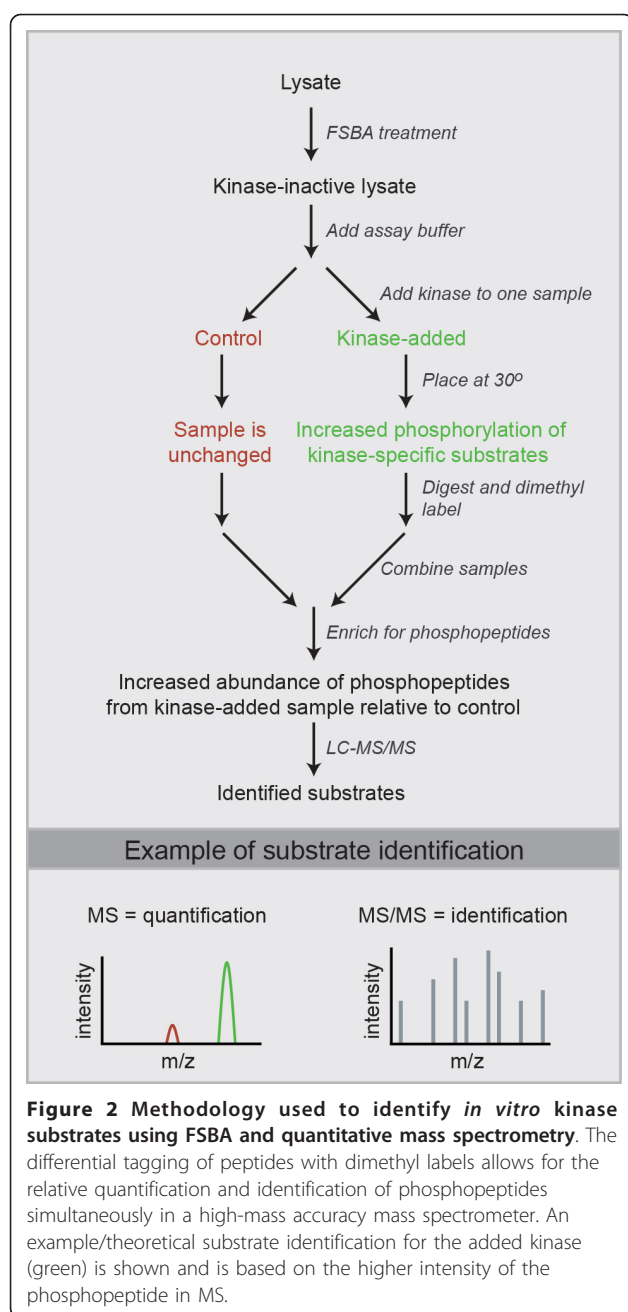 Lysate
FSBA treatment
Kinase-inactive lysate
Add assay buffer
Add kinase to one sample
Control
Kinase-added
Place at 30º
Sample is
unchanged
Increased phosphorylation of
kinase-specific substrates
Digest and dimethyl
label
Combine samples
Enrich for phosphopeptides
Increased abundance of phosphopeptides
from kinase-added sample relative to control
LC-MS/MS
Identified substrates
Example of substrate identification
MS = quantification
intensity
m/z
MS/MS = identification
intensity
m/z
Figure 2 Methodology used to identify in vitro kinase
substrates using FSBA and quantitative mass spectrometry. The
differential tagging of peptides with dimethyl labels allows for the
relative quantification and identification of phosphopeptides
simultaneously in a high-mass accuracy mass spectrometer. An
example/theoretical substrate identification for the added kinase
(green) is shown and is based on the higher intensity of the
phosphopeptide in MS.